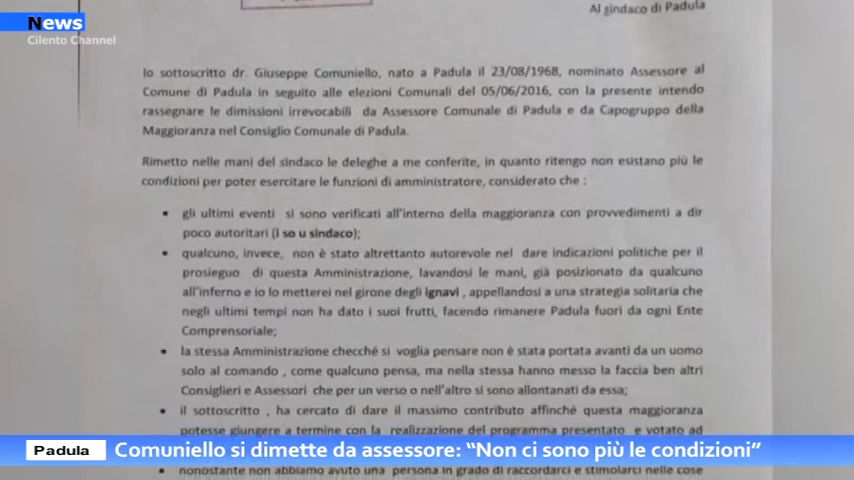 News
Cilento Channel
Al sindaco di Padula
Io sottoscritto dr. Giuseppe Comuniello, nato a Padula il 23/08/1968, nominato Assessore al
Comune di Padula in seguito alle elezioni Comunali del 05/06/2016, con la presente intendo
rassegnare le dimissioni irrevocabili da Assessore Comunale di Padula e da Capogruppo della
Maggioranza nel Consiglio Comunale di Padula.
Rimetto nelle mani del sindaco le deleghe a me conferite, in quanto ritengo non esistano più le
condizioni per poter esercitare le funzioni di amministratore, considerato che :
• gli ultimi eventi si sono verificati all'interno della maggioranza con provvedimenti a dir
poco autoritari (i so u sindaco);
• qualcuno, invece, non è stato altrettanto autorevole nel dare indicazioni politiche per il
prosieguo di questa Amministrazione, lavandosi le mani, già posizionato da qualcuno
all'inferno e io lo metterei nel girone degli Ignavi , appellandosi a una strategia solitaria che
negli ultimi tempi non ha dato i suoi frutti, facendo rimanere Padula fuori da ogni Ente
Comprensoriale;
• la stessa Amministrazione checché si voglia pensare non è stata portata avanti da un uomo
solo al comando , come qualcuno pensa, ma nella stessa hanno messo la faccia ben altri
Consiglieri e Assessori che per un verso o nell'altro si sono allontanati da essa;
• il sottoscritto , ha cercato di dare il massimo contributo affinché questa maggioranza
potesse giungere a termine con la realizzazione del programma presentato e votato ad
Padula
Comuniello si dimette da assessore: “Non ci sono più le condizioni”
• nonostante non abbiamo avuto una persona in grado di raccordarci e stimolarci nelle cose